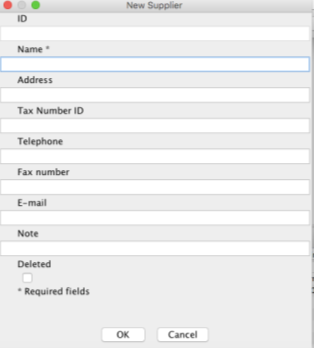 New Supplier
ID
Name *
Address
Tax Number ID
Telephone
Fax number
E-mail
Note
Deleted
* Required fields
OK Cancel